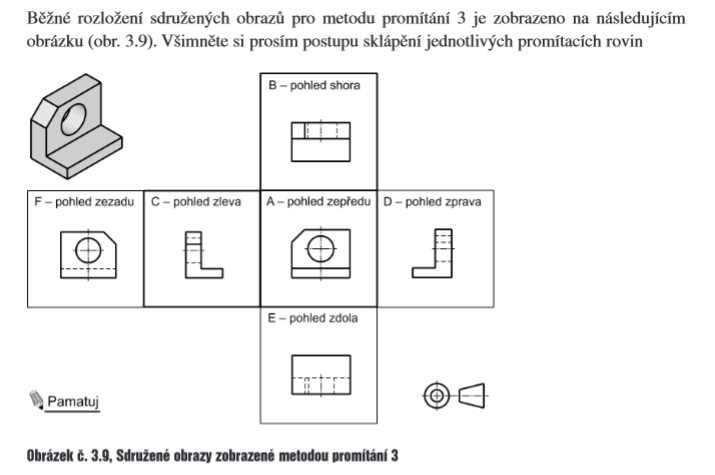 Běžné rozložení sdružených obrazů pro metodu promítání 3 je zobrazeno na následujícím
obrázku (obr. 3.9). Všimněte si prosím postupu sklápění jednotlivých promítacích rovin
B – pohled shora
F – pohled zezadu
C – pohled zleva
A – pohled zepředu
D – pohled zprava
E – pohled zdola
Pamatuj
Obrázek č. 3.9, Sdružené obrazy zobrazené metodou promítání 3